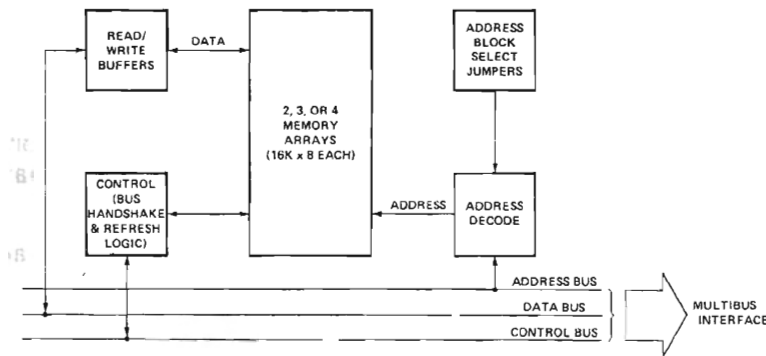 READ/
WRITE
BUFFERS
DATA
2, 3, OR 4
MEMORY
ARRAYS
(16K x 8 EACH)
ADDRESS
BLOCK
SELECT
JUMPERS
CONTROL
(BUS
HANDSHAKE
& REFRESH
LOGIC)
ADDRESS
ADDRESS
DECODE
ADDRESS BUS
DATA BUS
CONTROL BUS
MULTIBUS
INTERFACE